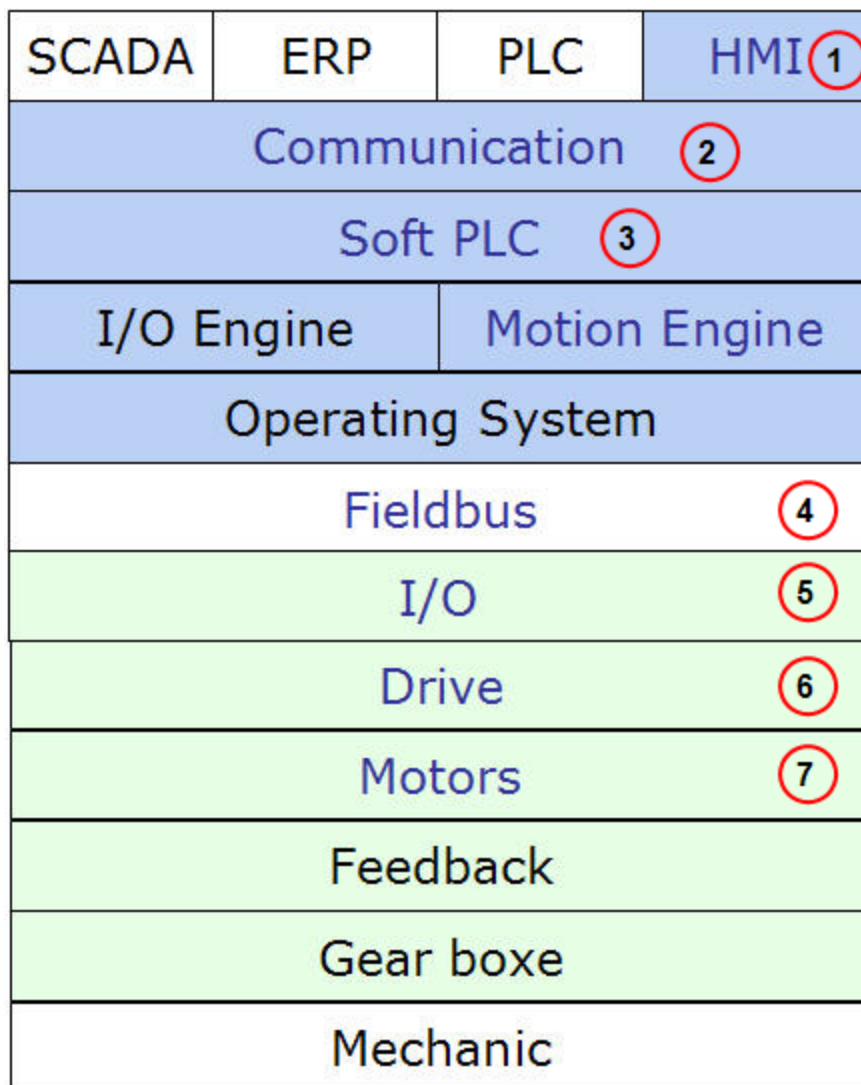 SCADA ERP PLC HMI 1
Communication 2
Soft PLC 3
I/O Engine Motion Engine
Operating System
Fieldbus 4
I/O 5
Drive 6
Motors 7
Feedback
Gear boxe
Mechanic